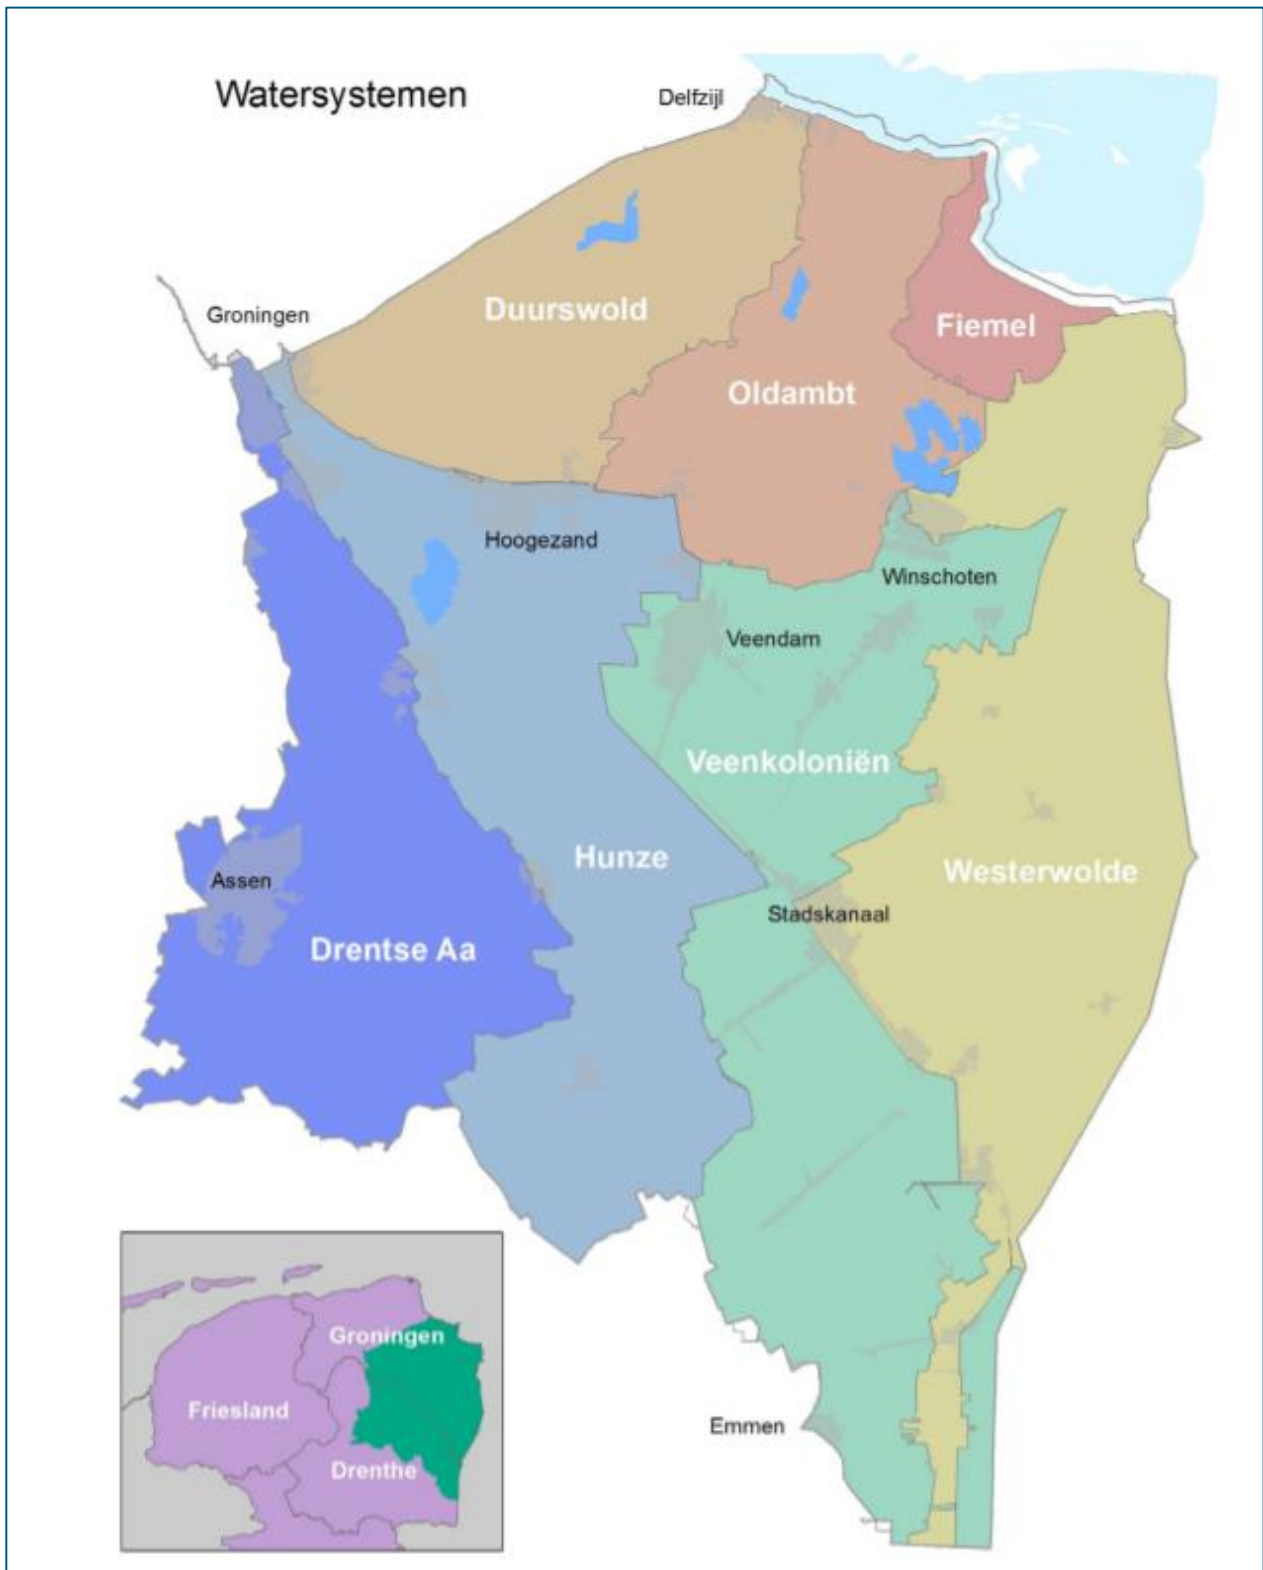 Watersystemen
Delfzijl
Groningen
Duurswold
Fiemel
Oldambt
Hoogezand
Winschoten
Veendam
Veenkoloniën
Hunze
Westerwolde
Assen
Stadskanaal
Drentse Aa
Groningen
Friesland
Emmen
Drenthe